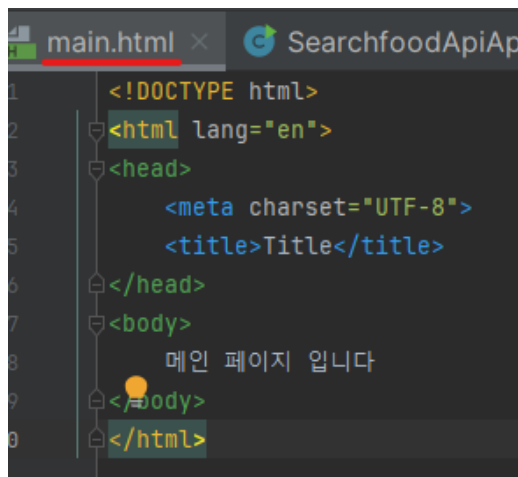 main.html
SearchfoodApiAp
1 <!DOCTYPE html>
2 <html lang="en">
3 <head>
4 <meta charset="UTF-8">
5 <title>Title</title>
6 </head>
7 <body>
8 메인 페이지 입니다
9 </body>
0 </html>